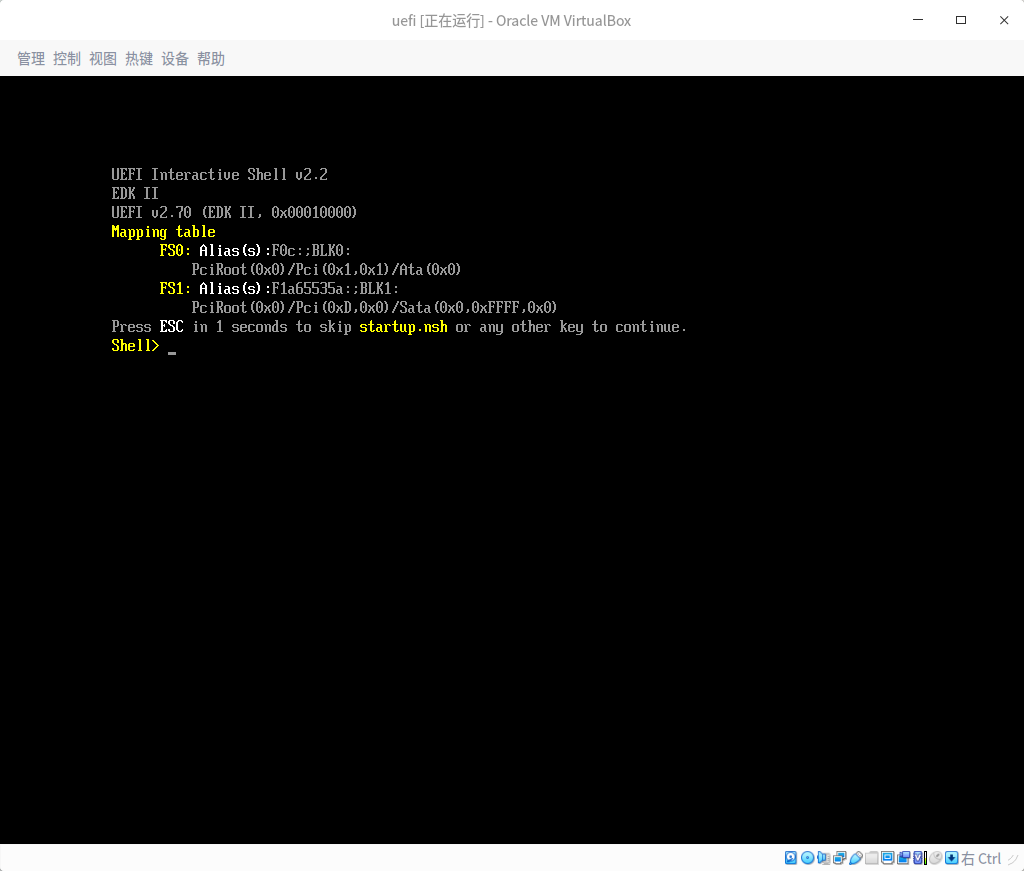 uefi [正在运行] - Oracle VM VirtualBox
管理 控制 视图 热键 设备 帮助
UEFI Interactive Shell v2.2
EDK II
UEFI v2.70 (EDK II, 0x00010000)
Mapping table
FS0: Alias(s):F0c:;BLK0:
PciRoot(0x0)/Pci(0x1,0x1)/Ata(0x0)
FS1: Alias(s):F1a65535a:;BLK1:
PciRoot(0x0)/Pci(0xD,0x0)/Sata(0x0,0xFFFF,0x0)
Press ESC in 1 seconds to skip startup.nsh or any other key to continue.
Shell> _
右 Ctrl